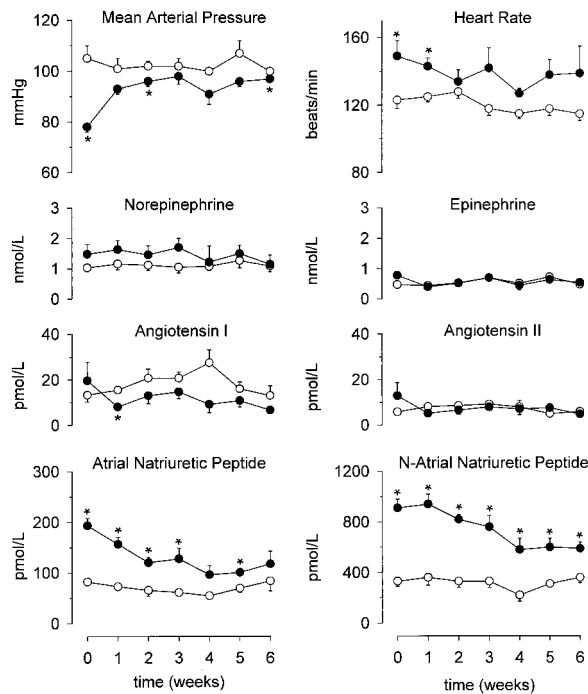 Mean Arterial Pressure
120
100
80
60
mmHg
*
*
*
Heart Rate
160
120
80
beats/min
*
*
Norepinephrine
3
2
1
0
nmol/L
Epinephrine
3
2
1
0
nmol/L
Angiotensin I
40
20
0
pmol/L
*
Angiotensin II
40
20
0
pmol/L
Atrial Natriuretic Peptide
300
200
100
0
pmol/L
*
*
*
*
*
0 1 2 3 4 5 6
time (weeks)
N-Atrial Natriuretic Peptide
1200
800
400
0
pmol/L
*
*
*
*
*
*
*
0 1 2 3 4 5 6
time (weeks)